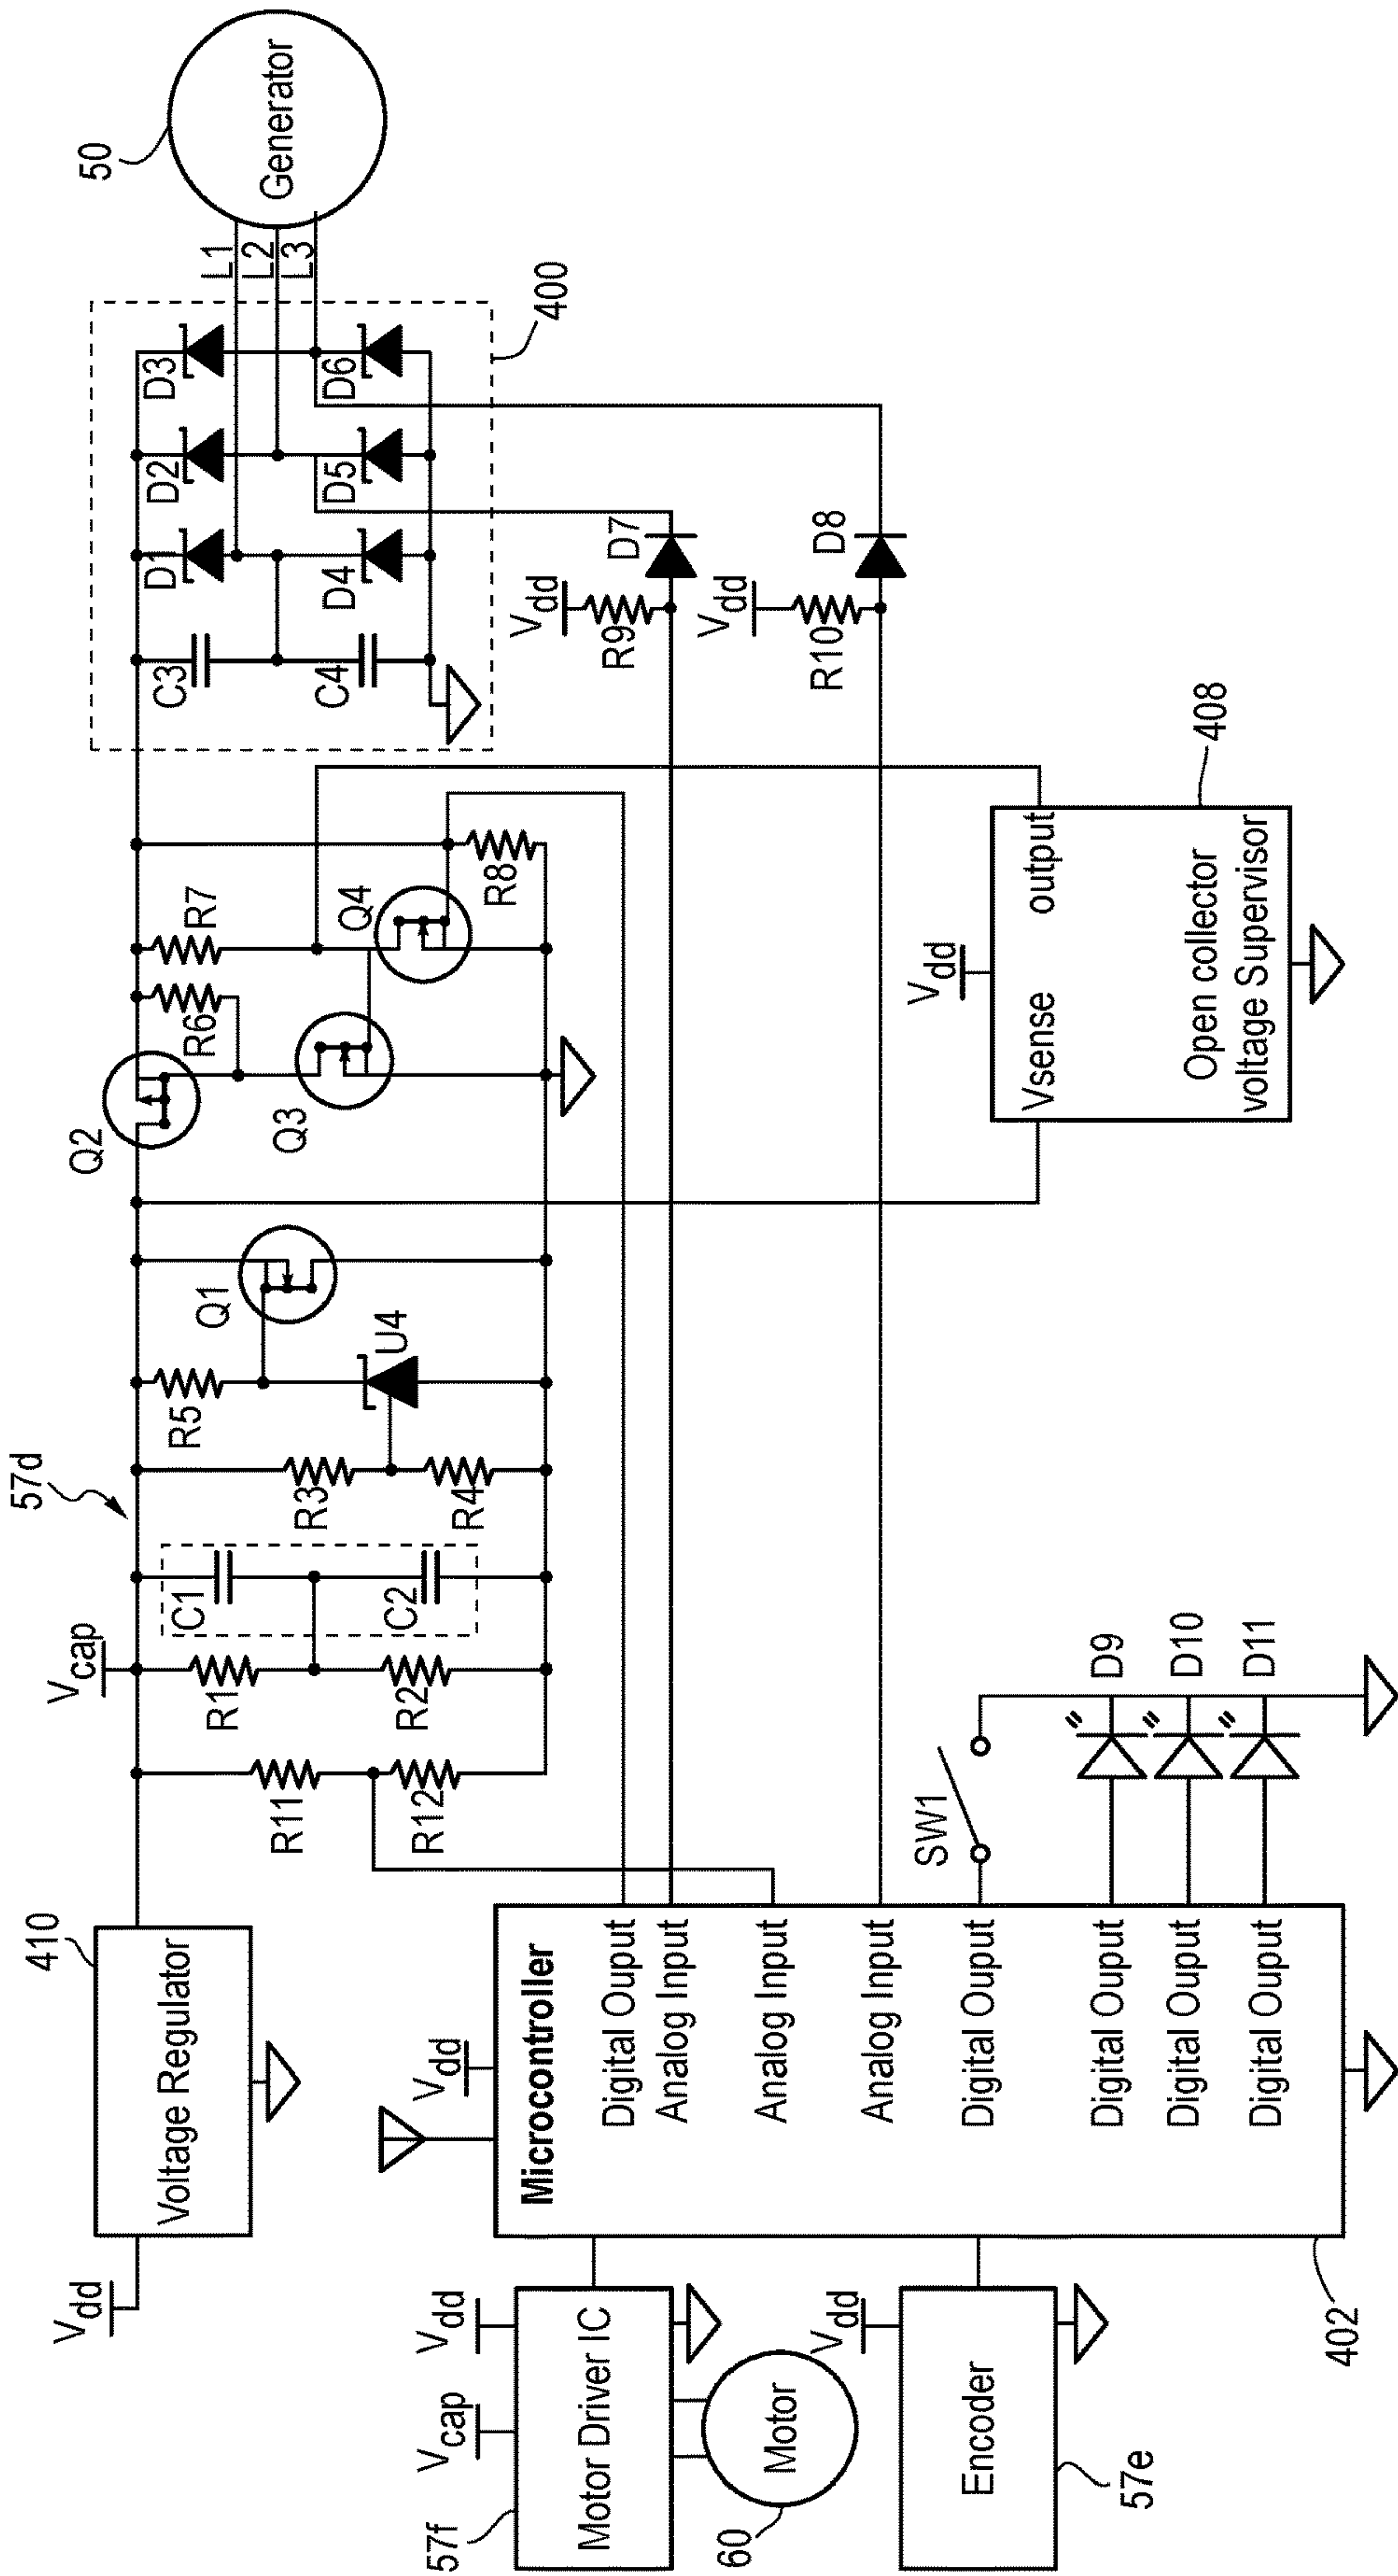 57d
Vdd
410
Voltage Regulator
Vcap
R11
R12
R1
R2
C1
C2
R3
R4
R5
U4
Q1
Q2
Q3
R6
R7
Q4
R8
C3
C4
D1
D2
D3
D4
D5
D6
400
L1
L2
L3
50
Generator
Vdd
R9
D7
Vdd
R10
D8
Vdd
Vsense
output
Open collector
voltage Supervisor
408
Vdd
Microcontroller
Digital Ouput
Analog Input
Analog Input
Analog Input
Digital Ouput
Digital Ouput
Digital Ouput
Digital Ouput
402
SW1
D9
D10
D11
Vcap
Vdd
Motor Driver IC
57f
Motor
60
Vdd
Encoder
57e